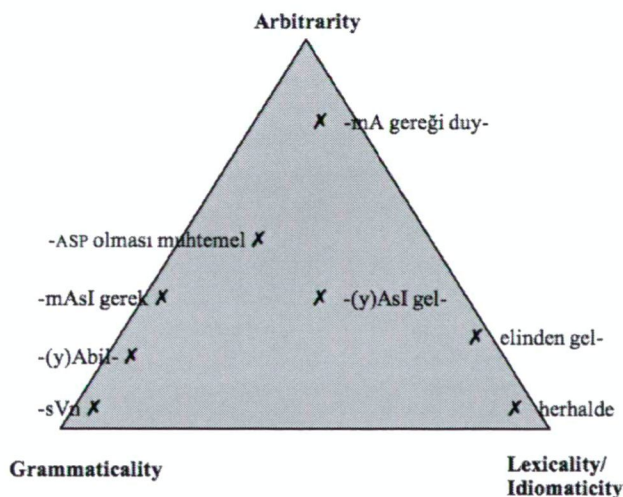 Arbitrarity
-mA gereği duy-
-ASP olması muhtemel
-mAsI gerek
-(y)AsI gel-
elinden gel-
-(y)Abil-
-sVn
herhalde
Grammaticality
Lexicality/
Idiomaticity